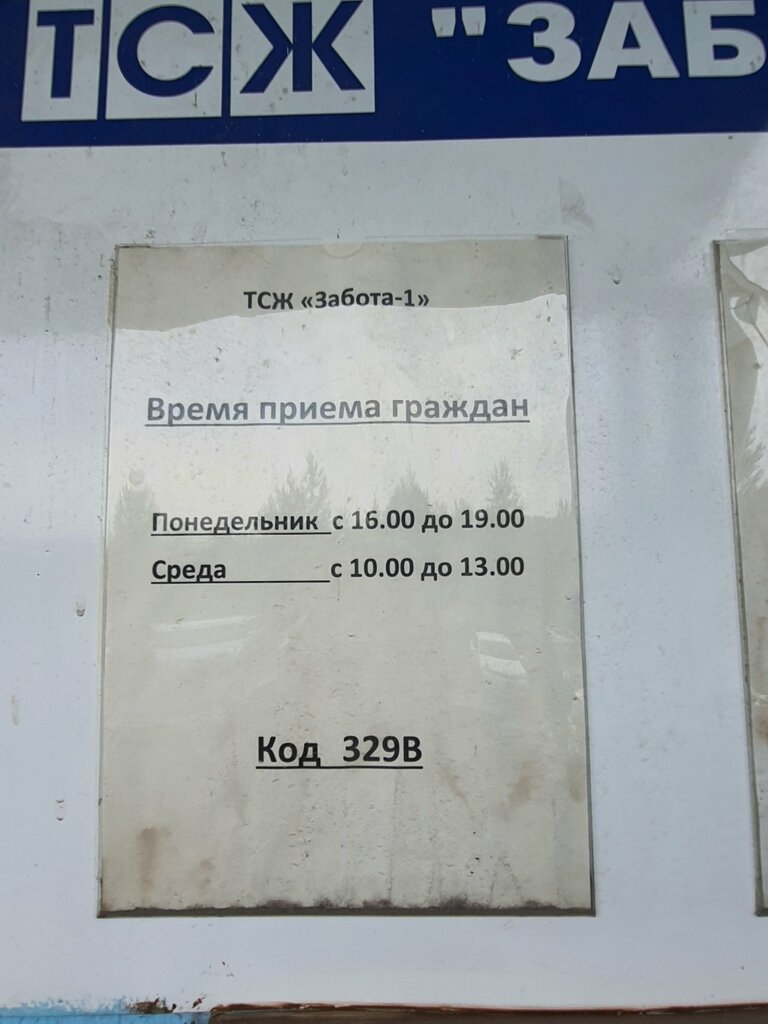 ТСЖ "ЗАБ
ТСЖ «Забота-1»
Время приема граждан
Понедельник с 16.00 до 19.00
Среда с 10.00 до 13.00
Код 329В